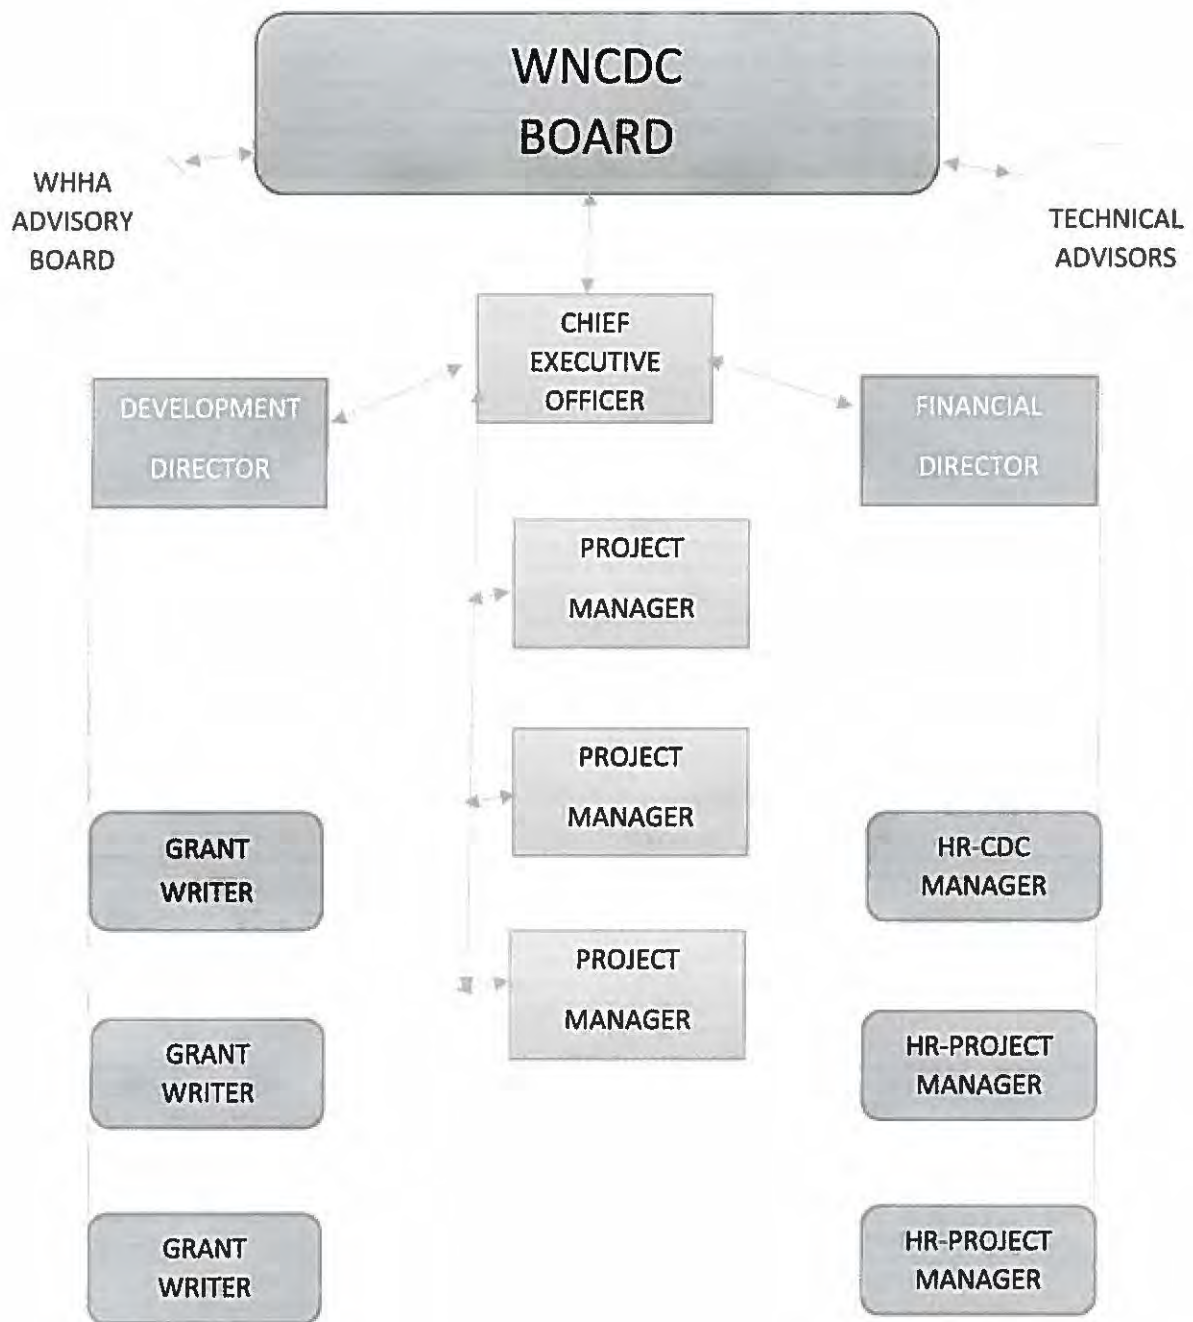 WNCDC
BOARD
WHHA
ADVISORY
BOARD
TECHNICAL
ADVISORS
CHIEF
EXECUTIVE
OFFICER
DEVELOPMENT
DIRECTOR
FINANCIAL
DIRECTOR
PROJECT
MANAGER
PROJECT
MANAGER
GRANT
WRITER
HR-CDC
MANAGER
PROJECT
MANAGER
GRANT
WRITER
HR-PROJECT
MANAGER
GRANT
WRITER
HR-PROJECT
MANAGER